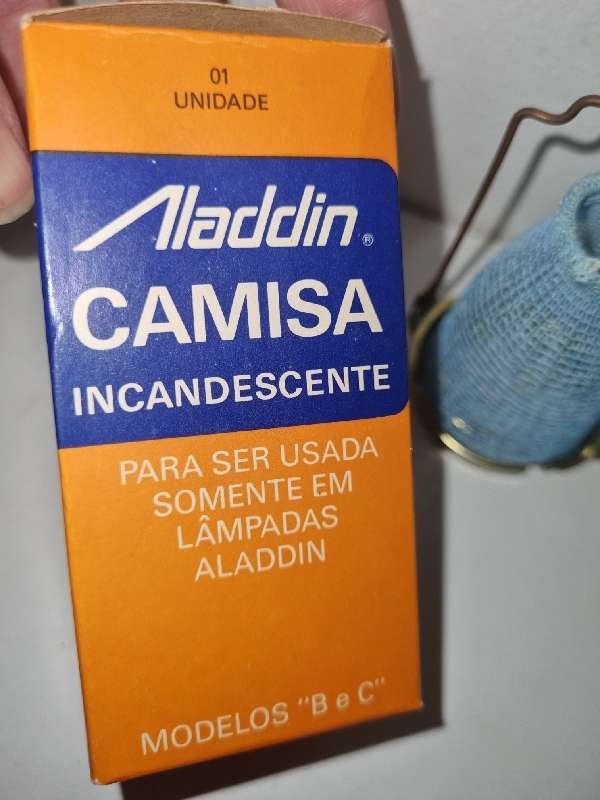 01
UNIDADE
Aladdin®
CAMISA
INCANDESCENTE
PARA SER USADA
SOMENTE EM
LÂMPADAS
ALADDIN
MODELOS "B e C"